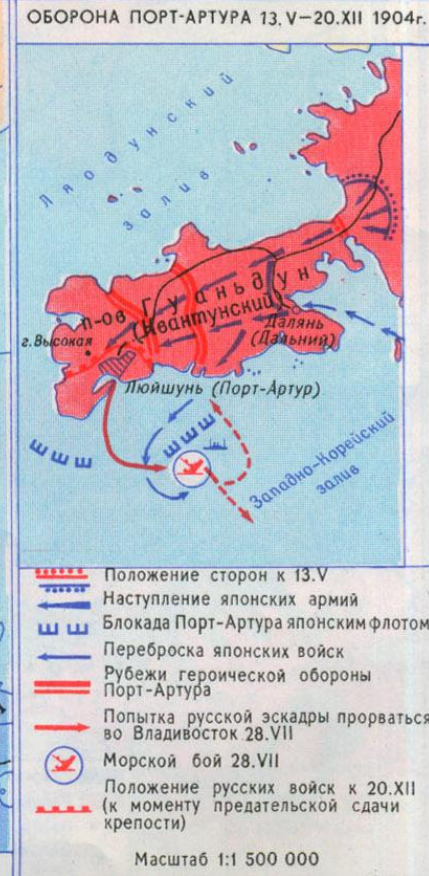 ОБОРОНА ПОРТ-АРТУРА 13.V—20.XII 1904г.
Ляодунский
залив
п-ов Гуаньдун
(Квантунский)
г.Высокая
Далянь
(Дальний)
Люйшунь (Порт-Артур)
Западно-Корейский
залив
Положение сторон к 13.V
Наступление японских армий
Блокада Порт-Артура японским флотом
Переброска японских войск
Рубежи героической обороны
Порт-Артура
Попытка русской эскадры прорваться
во Владивосток 28.VII
Морской бой 28.VII
Положение русских войск к 20.XII
(к моменту предательской сдачи
крепости)
Масштаб 1:1 500 000